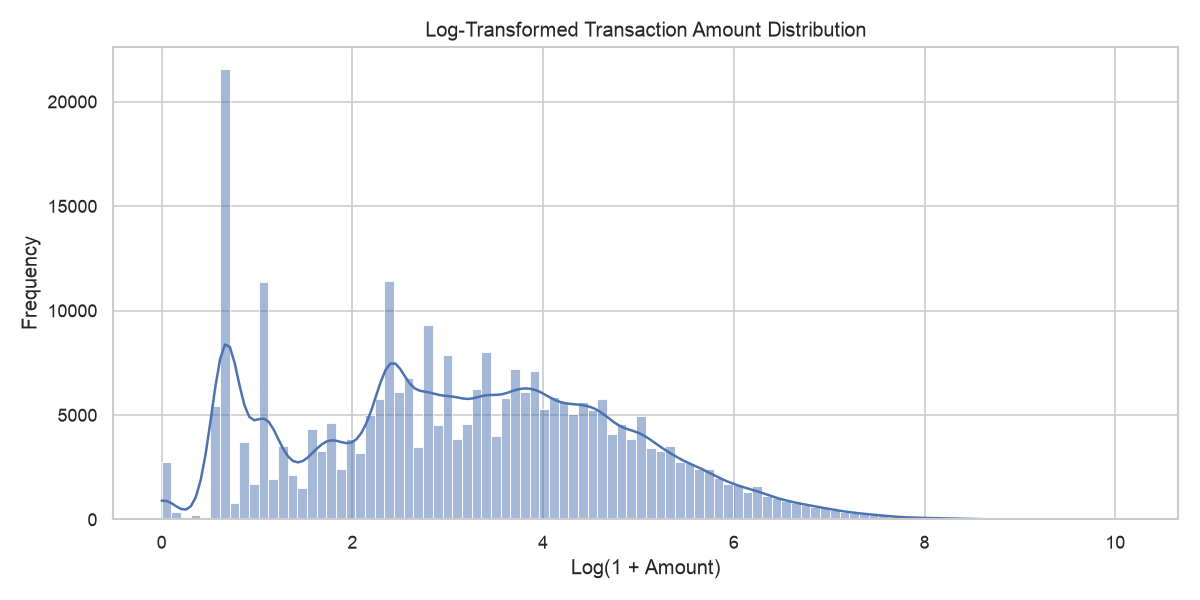 Log-Transformed Transaction Amount Distribution
20000
15000
10000
5000
0
Frequency
0 2 4 6 8 10
Log(1 + Amount)